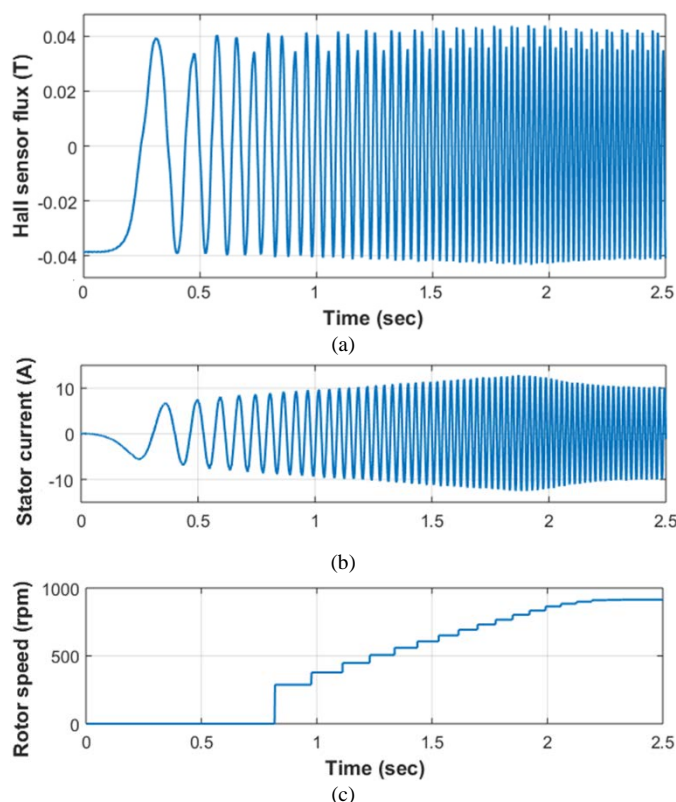 Hall sensor flux (T)
0.04
0.02
0
-0.02
-0.04
0 0.5 1 1.5 2 2.5
Time (sec)
(a)
Stator current (A)
10
0
-10
0 0.5 1 1.5 2 2.5
(b)
Rotor speed (rpm)
1000
500
0
0 0.5 1 1.5 2 2.5
Time (sec)
(c)